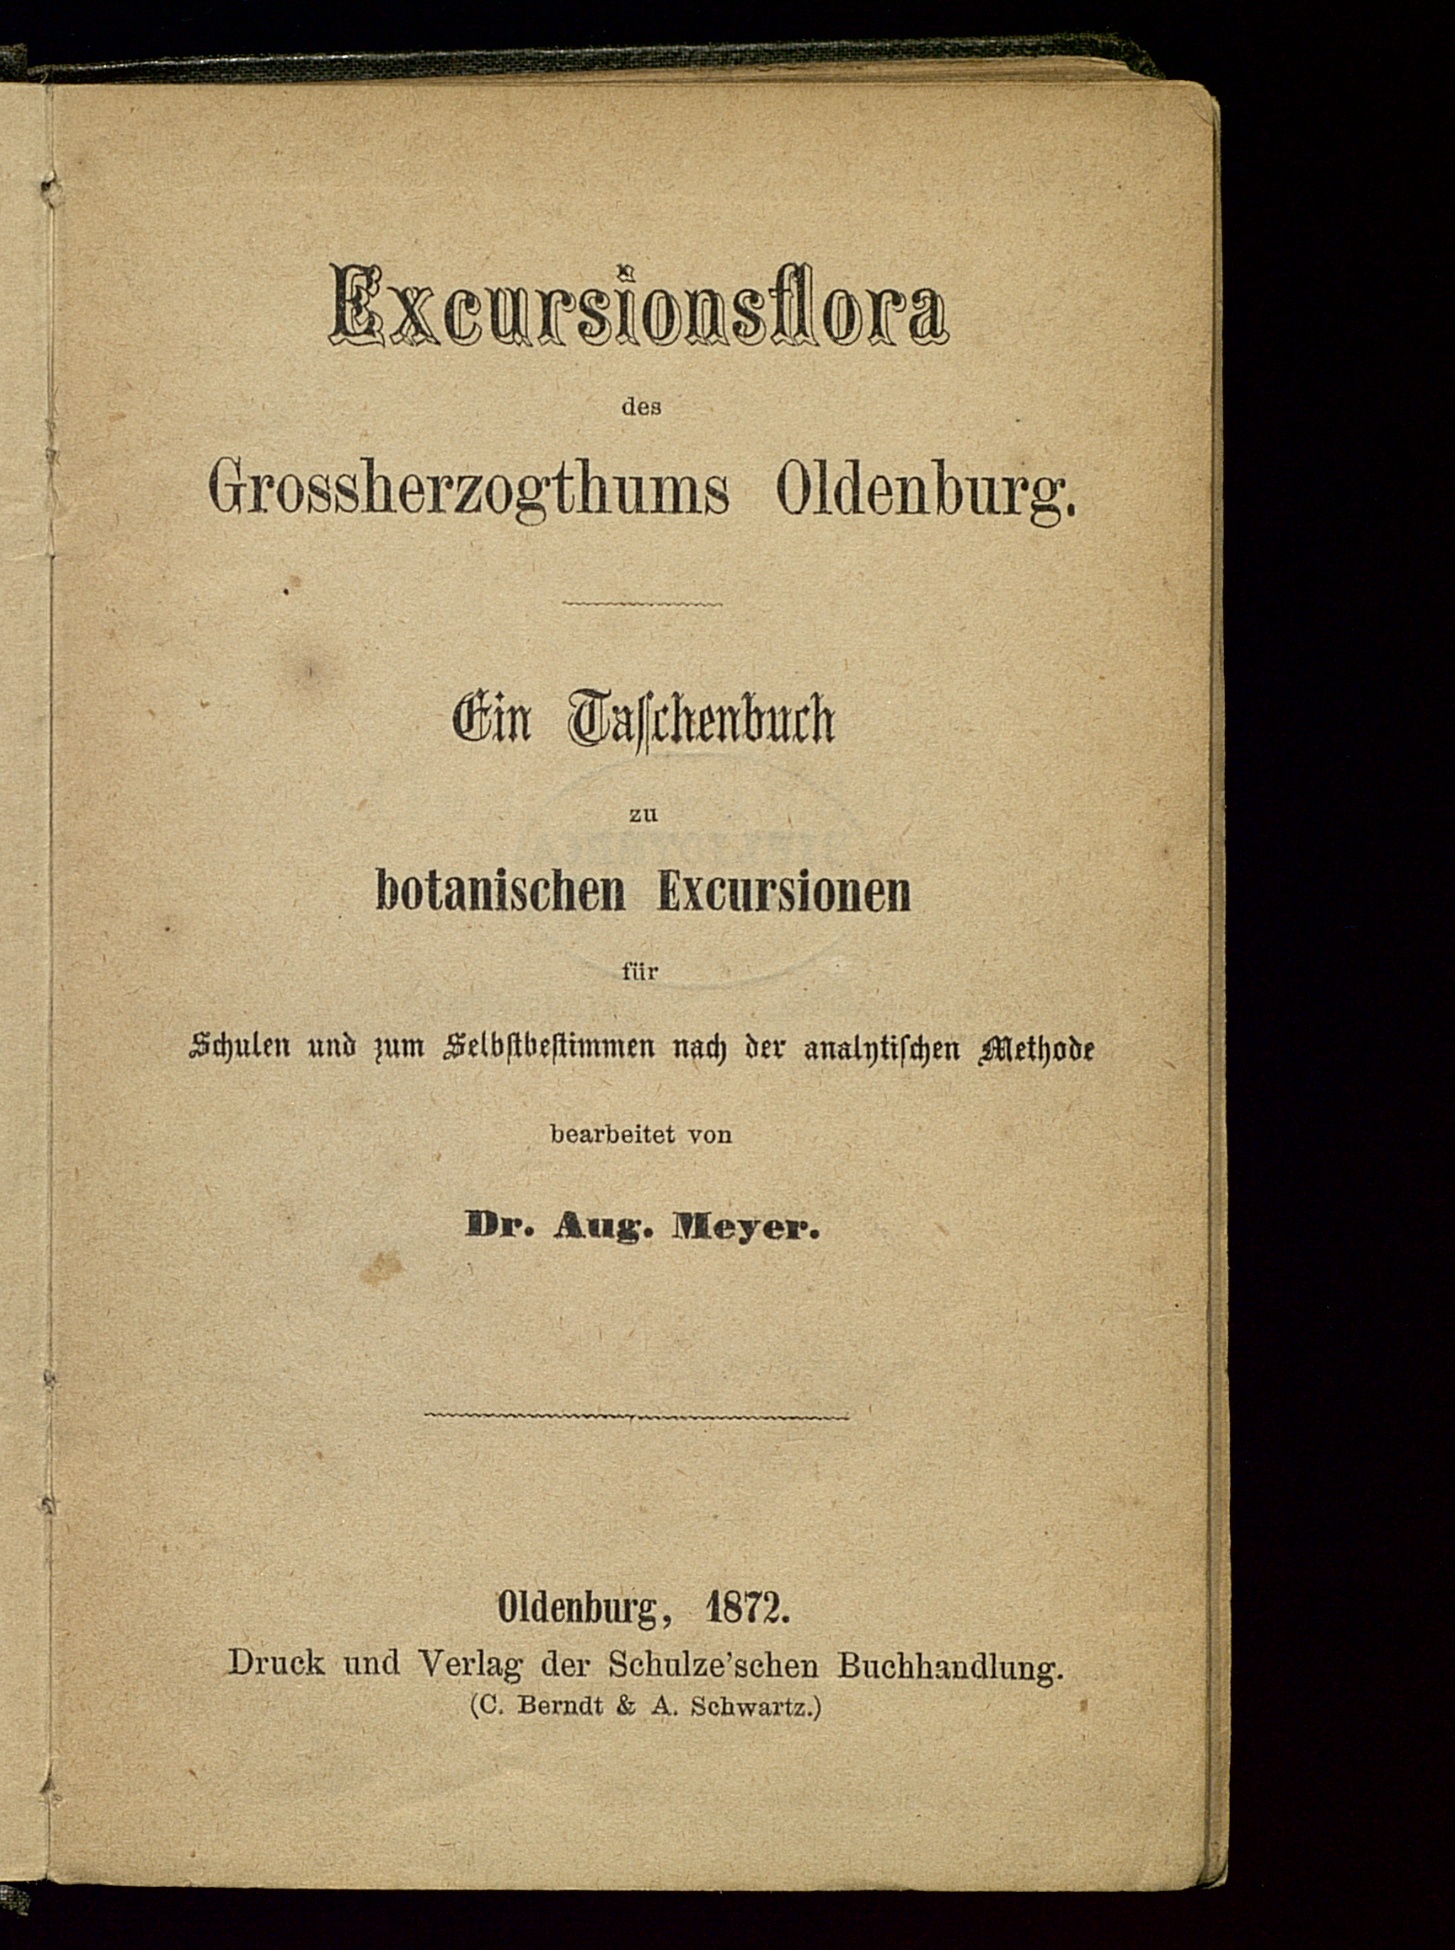 Excursionsflora
des
Grossherzogthums Oldenburg.
Ein Taſchenbuch
zu
botanischen Excursionen
für
Schulen und zum Selbſtbeſtimmen nach der analytiſchen Methode
bearbeitet von
Dr. Aug. Meyer.
Oldenburg, 1872.
Druck und Verlag der Schulze'schen Buchhandlung.
(C. Berndt & A. Schwartz.)